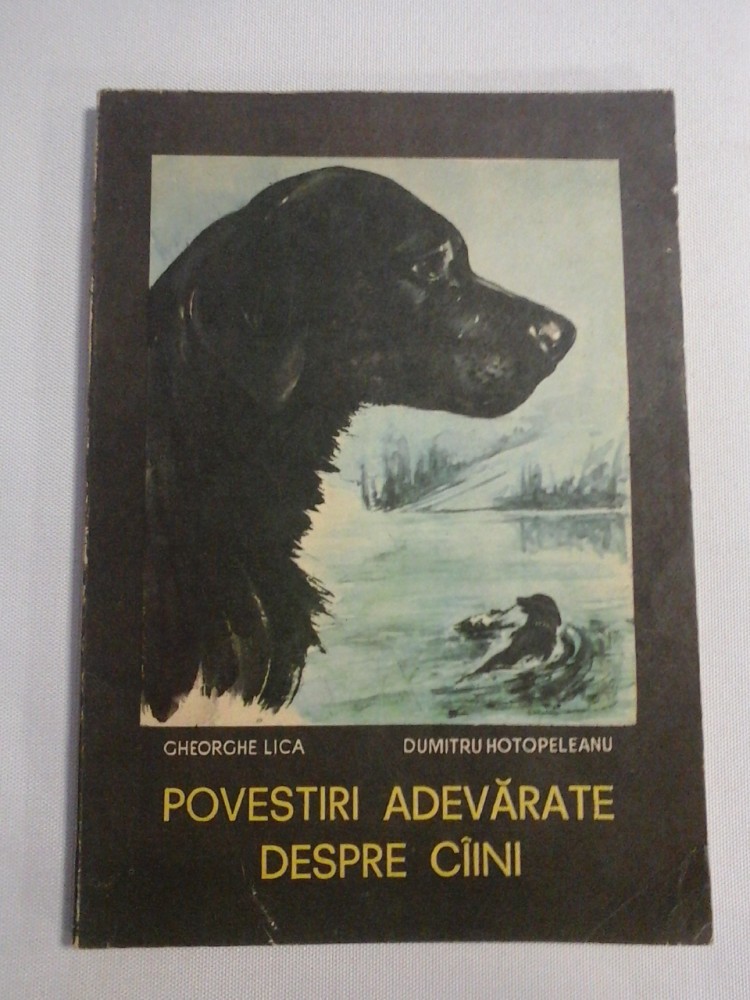 GHEORGHE LICA DUMITRU HOTOPELEANU
POVESTIRI ADEVĂRATE
DESPRE CÎINI